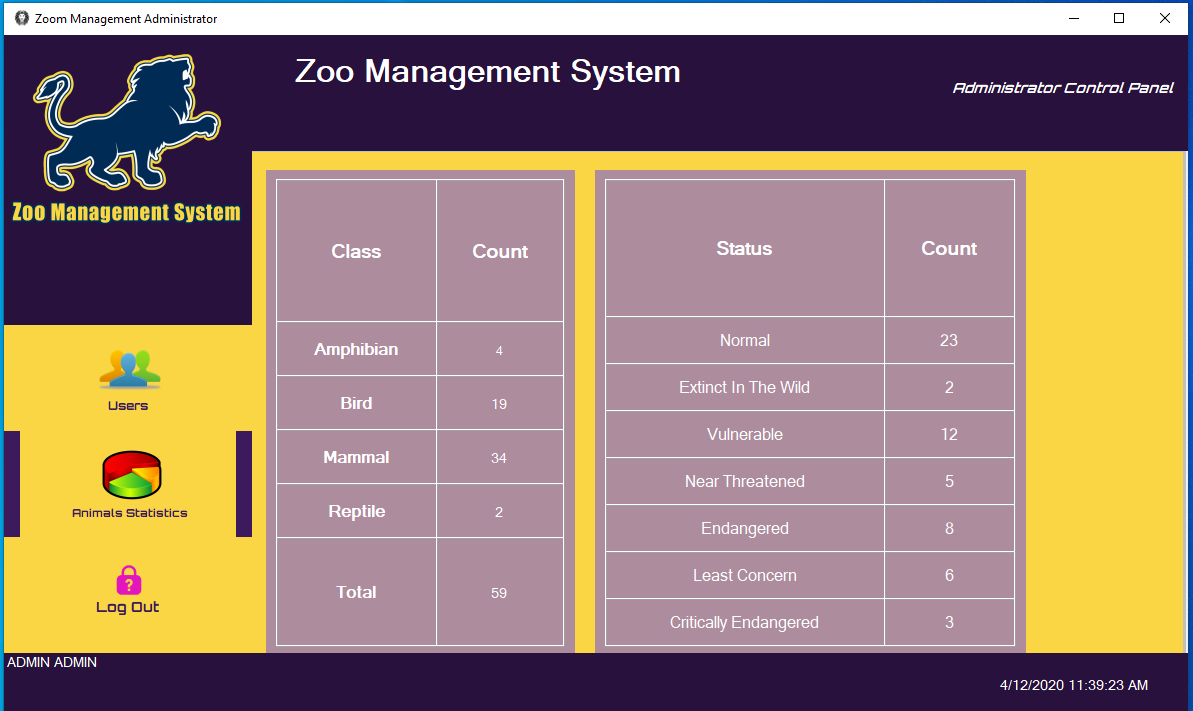 Zoom Management Administrator
Zoo Management System
Administrator Control Panel
Zoo Management System
Users
Animals Statistics
?
Log Out
Class Count
Amphibian 4
Bird 19
Mammal 34
Reptile 2
Total 59
Status Count
Normal 23
Extinct In The Wild 2
Vulnerable 12
Near Threatened 5
Endangered 8
Least Concern 6
Critically Endangered 3
ADMIN ADMIN
4/12/2020 11:39:23 AM